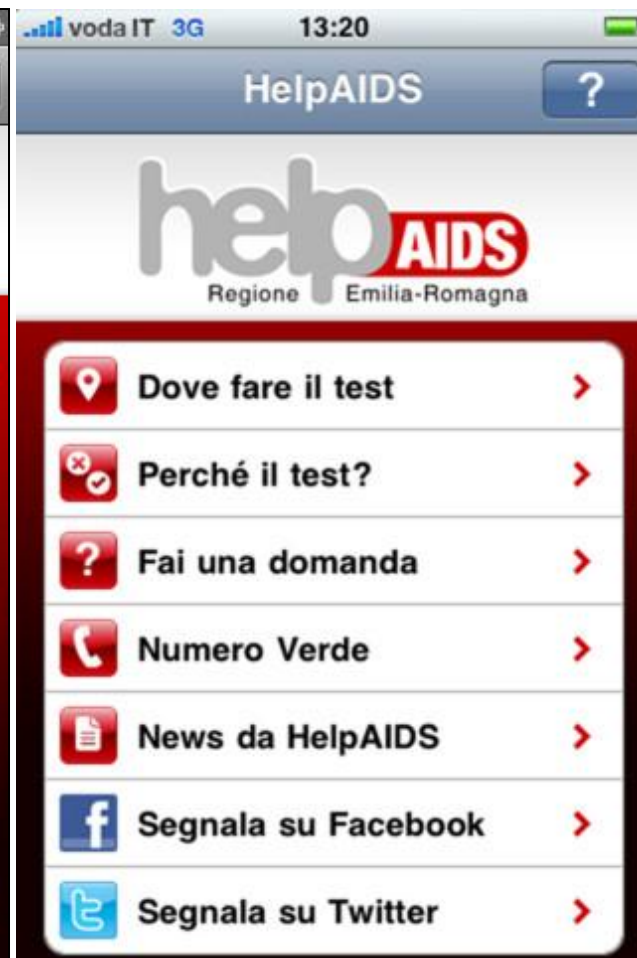 voda IT 3G 13:20
HelpAIDS ?
help AIDS
Regione Emilia-Romagna
Dove fare il test
Perché il test?
? Fai una domanda
Numero Verde
News da HelpAIDS
f Segnala su Facebook
t Segnala su Twitter